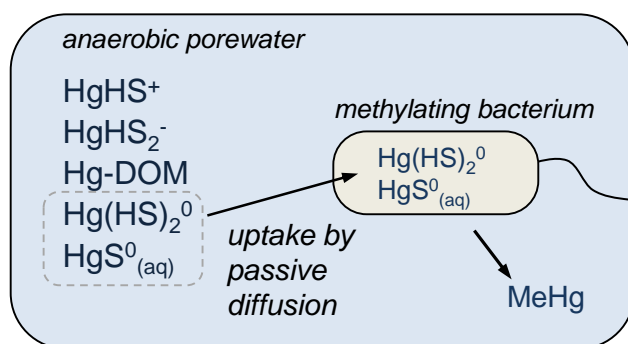 anaerobic porewater
HgHS⁺
HgHS₂⁻
Hg-DOM
Hg(HS)₂⁰
HgS⁰(aq)
uptake by
passive
diffusion
methylating bacterium
Hg(HS)₂⁰
HgS⁰(aq)
MeHg